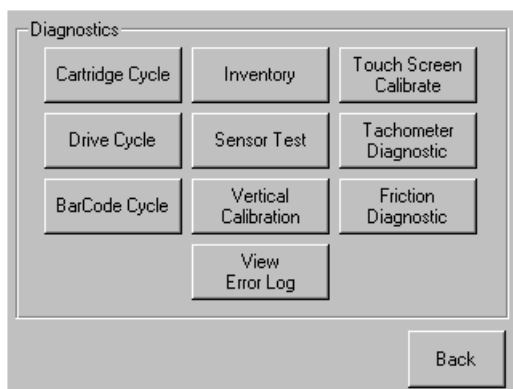 Diagnostics
Cartridge Cycle
Inventory
Touch Screen
Calibrate
Drive Cycle
Sensor Test
Tachometer
Diagnostic
BarCode Cycle
Vertical
Calibration
Friction
Diagnostic
View
Error Log
Back